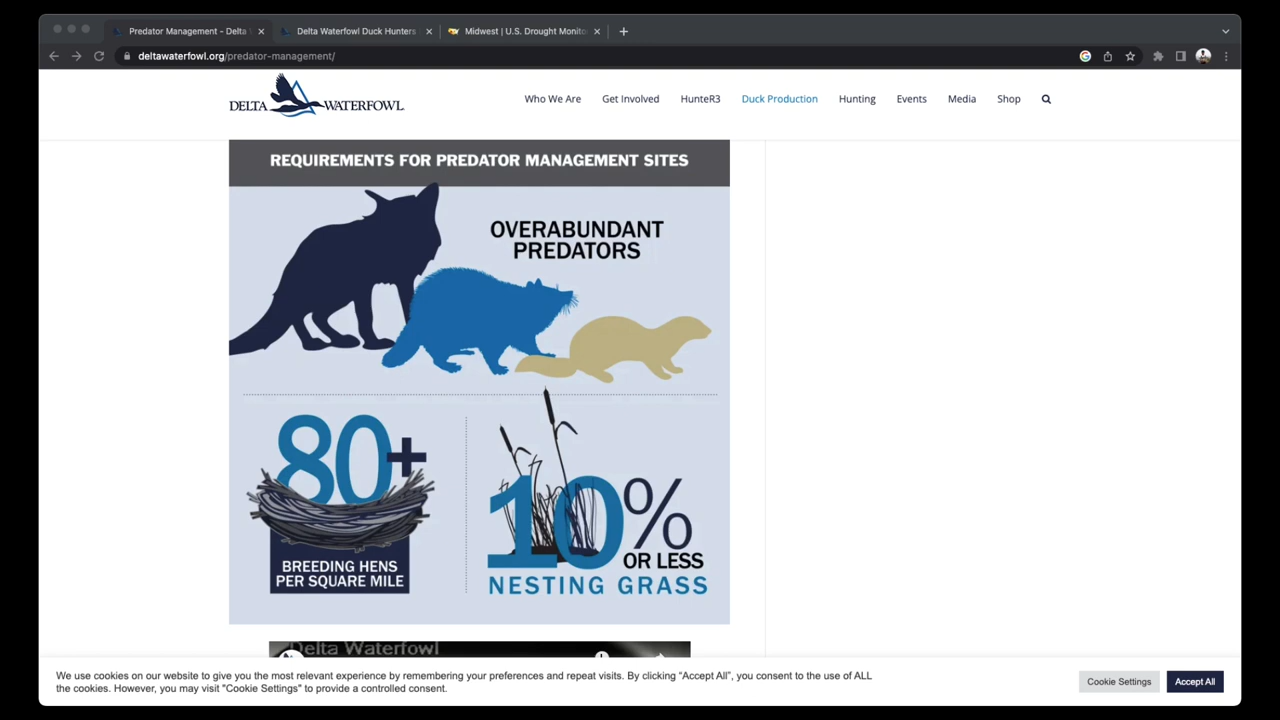 Predator Management - Delta
Delta Waterfowl Duck Hunters
Midwest | U.S. Drought Monito
deltawaterfowl.org/predator-management/
DELTA WATERFOWL
Who We Are
Get Involved
HunteR3
Duck Production
Hunting
Events
Media
Shop
REQUIREMENTS FOR PREDATOR MANAGEMENT SITES
OVERABUNDANT
PREDATORS
80+
BREEDING HENS
PER SQUARE MILE
10%
OR LESS
NESTING GRASS
Delta Waterfowl
We use cookies on our website to give you the most relevant experience by remembering your preferences and repeat visits. By clicking “Accept All”, you consent to the use of ALL
the cookies. However, you may visit "Cookie Settings" to provide a controlled consent.
Cookie Settings
Accept All